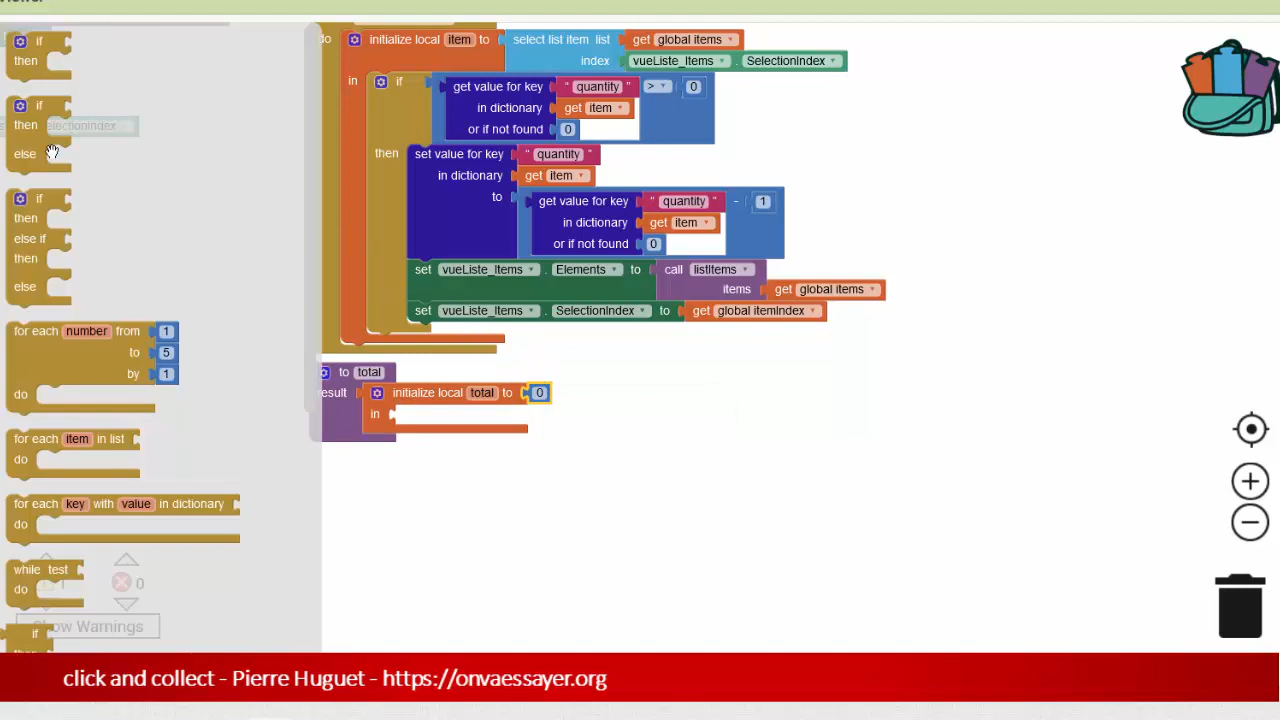 if
then
if
then
else
if
then
else if
then
else
for each number from 1
to 5
by 1
do
for each item in list
do
for each key with value in dictionary
do
while test
do
if
Show Warnings
1
0
SelectionIndex
do
initialize local item to select list item list get global items
index vueListe_Items . SelectionIndex
in if get value for key " quantity " > 0
in dictionary get item
or if not found 0
then set value for key " quantity "
in dictionary get item
to get value for key " quantity " - 1
in dictionary get item
or if not found 0
set vueListe_Items . Elements to call listItems
items get global items
set vueListe_Items . SelectionIndex to get global itemIndex
to total
result initialize local total to 0
in
click and collect - Pierre Huguet - https://onvaessayer.org